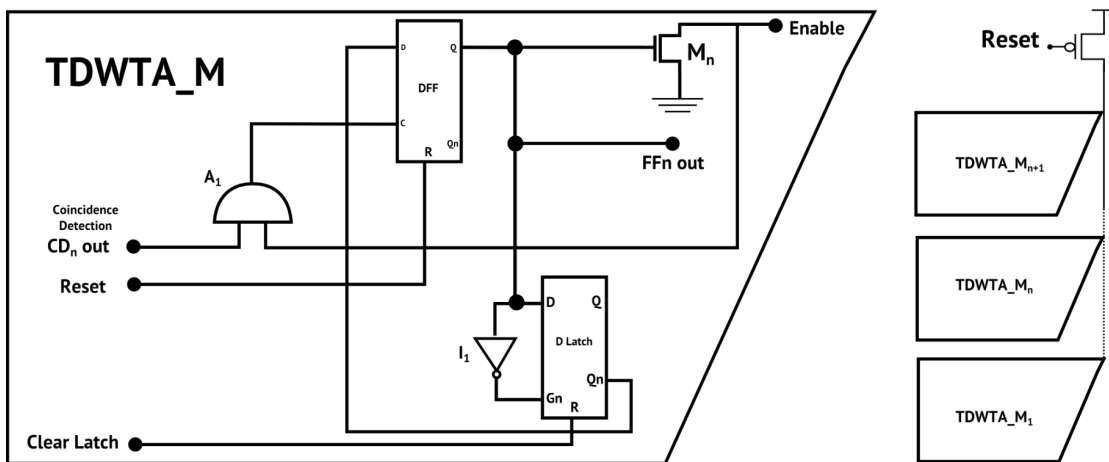 TDWTA_M
D
Q
DFF
C
Qn
R
Mn
Enable
FFn out
A1
Coincidence
Detection
CDn out
Reset
D
Q
D Latch
I1
Gn
Qn
R
Clear Latch
Reset
TDWTA_Mn+1
TDWTA_Mn
TDWTA_M1